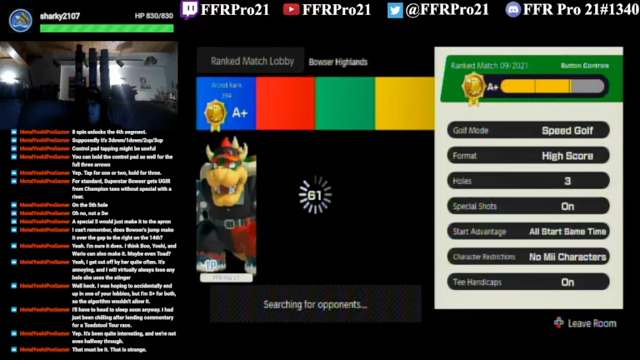 sharky2107
HP 830/830
FFRPro21
FFRPro21
@FFRPro21
FFR Pro 21#1340
Ranked Match Lobby
Bowser Highlands
World Rank
A+
61
Searching for opponents...
Ranked Match 09/2021
Button Controls
A+
Golf Mode
Speed Golf
Format
High Score
Holes
3
Special Shots
On
Start Advantage
All Start Same Time
Character Restrictions
No Mii Characters
Tee Handicaps
On
Leave Room
MetalYoshiProGamer 8 spin unlocks the 4th segment.
MetalYoshiProGamer Supposedly it's 3down/1down/2up/3up
MetalYoshiProGamer Control pad tapping might be useful
MetalYoshiProGamer You can hold the control pad as well for the full three arrows
MetalYoshiProGamer Yep. Tap for one or two, hold for three.
MetalYoshiProGamer For standard, Superstar Bowser gets UGIR from Champion tees without special with a riser.
MetalYoshiProGamer On the 5th hole
MetalYoshiProGamer Oh no, not a 5w
MetalYoshiProGamer A special 5 would just make it to the apron
MetalYoshiProGamer I can't remember, does Bowser's jump make it over the gap to the right on the 14th?
MetalYoshiProGamer Yeah. I'm sure it does. I think Boo, Yoshi, and Wario can also make it. Maybe even Toad?
MetalYoshiProGamer Yeah, I get cut off by her quite often. It's annoying, and I will virtually always lose any hole she uses the stinger
MetalYoshiProGamer Well heck. I was hoping to accidentally end up in one of your lobbies, but I'm S+ for both, so the algorithm wouldn't allow it.
MetalYoshiProGamer I'll have to head to sleep soon anyway. I had just been chilling after lending commentary for a Toadstool Tour race.
MetalYoshiProGamer Yep. It's been quite interesting, and we're not even halfway through.
MetalYoshiProGamer That must be it. That is strange.